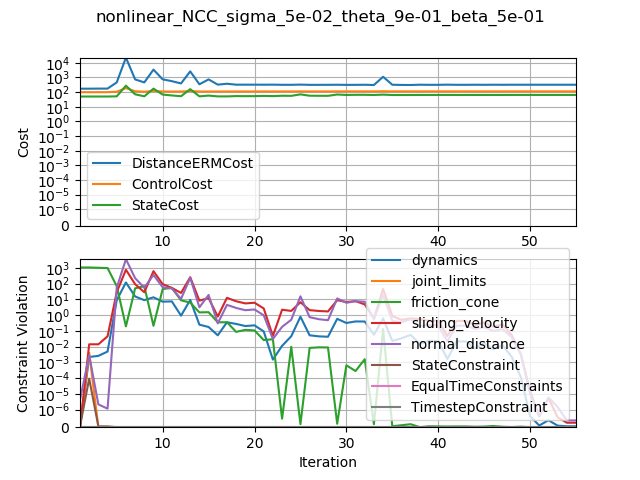 nonlinear_NCC_sigma_5e-02_theta_9e-01_beta_5e-01
Cost
10^4
10^3
10^2
10^1
10^0
10^-1
10^-2
10^-3
10^-4
10^-5
10^-6
0
DistanceERMCost
ControlCost
StateCost
10
20
30
40
50
Constraint Violation
10^3
10^2
10^1
10^0
10^-1
10^-2
10^-3
10^-4
10^-5
10^-6
0
dynamics
joint_limits
friction_cone
sliding_velocity
normal_distance
StateConstraint
EqualTimeConstraints
TimestepConstraint
10
20
30
40
50
Iteration